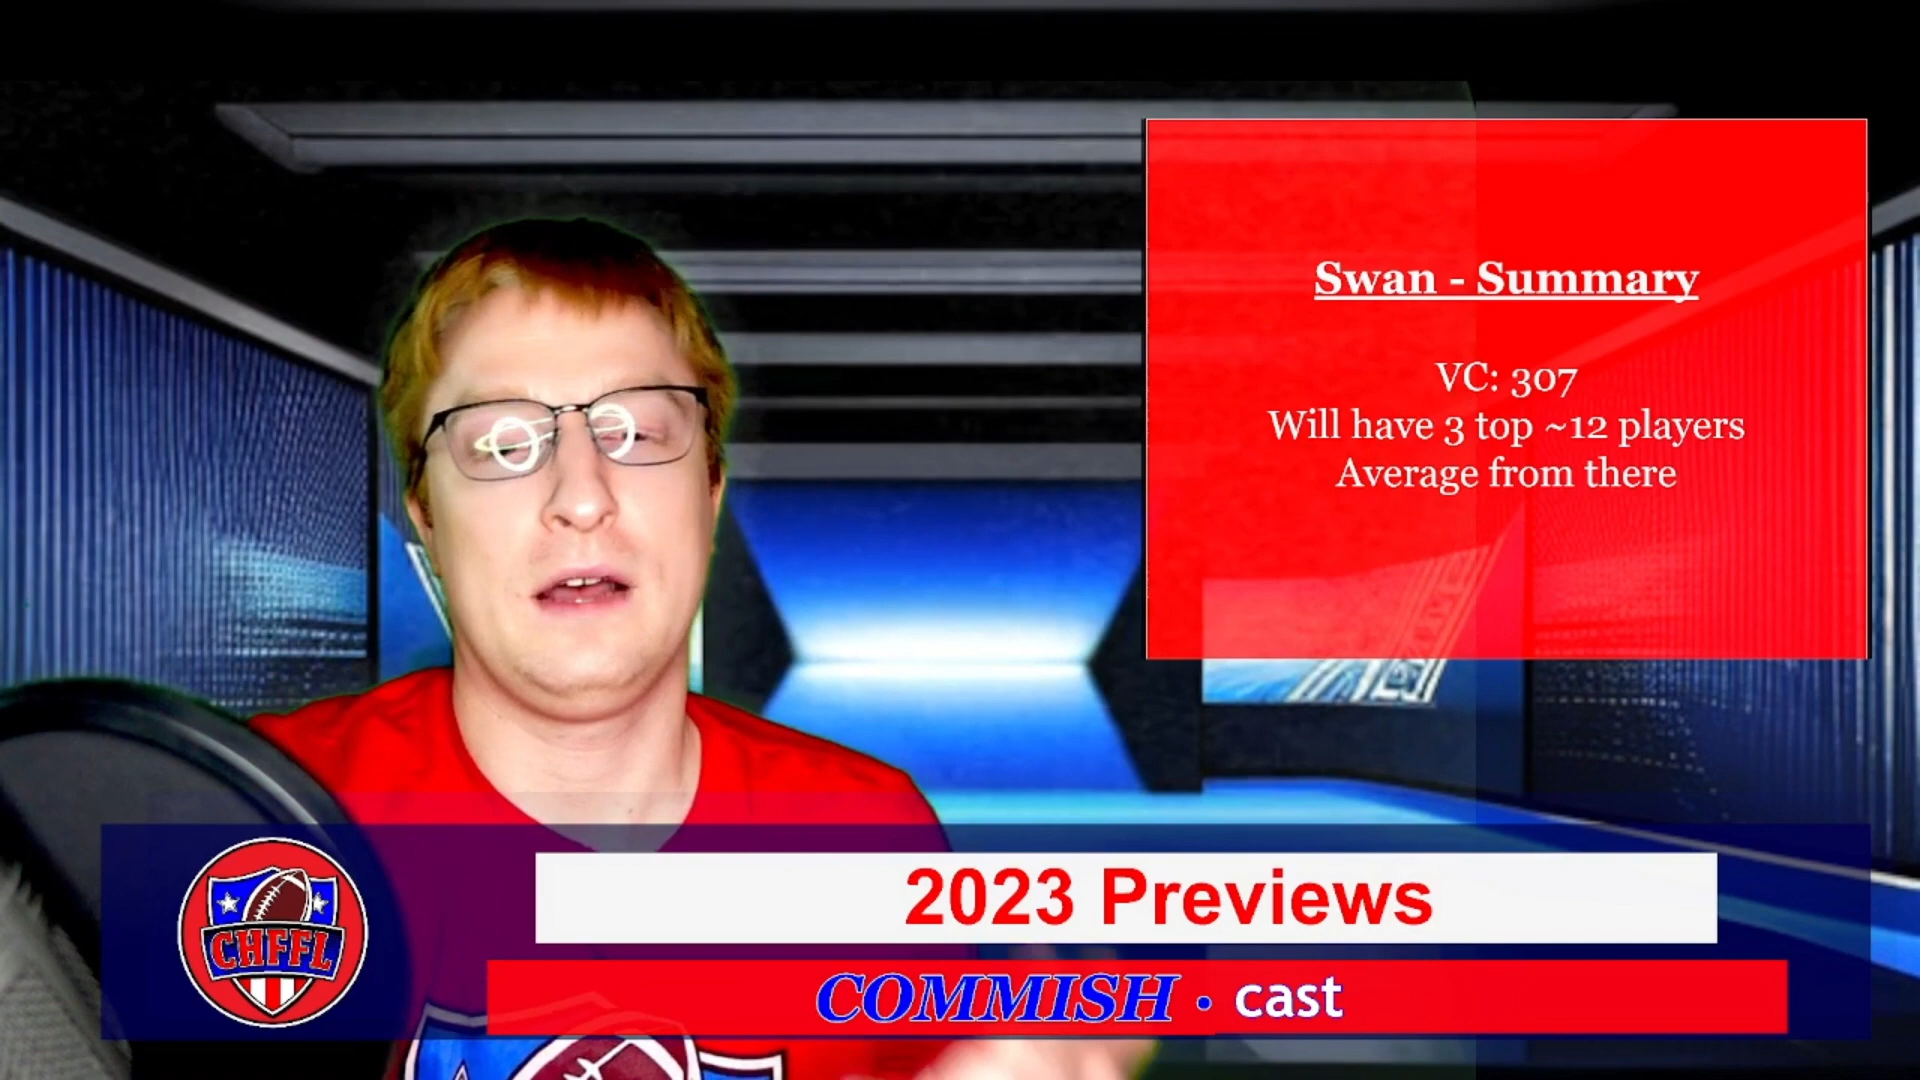 Swan - Summary
VC: 307
Will have 3 top ~12 players
Average from there
2023 Previews
CHFFL
COMMISH • cast